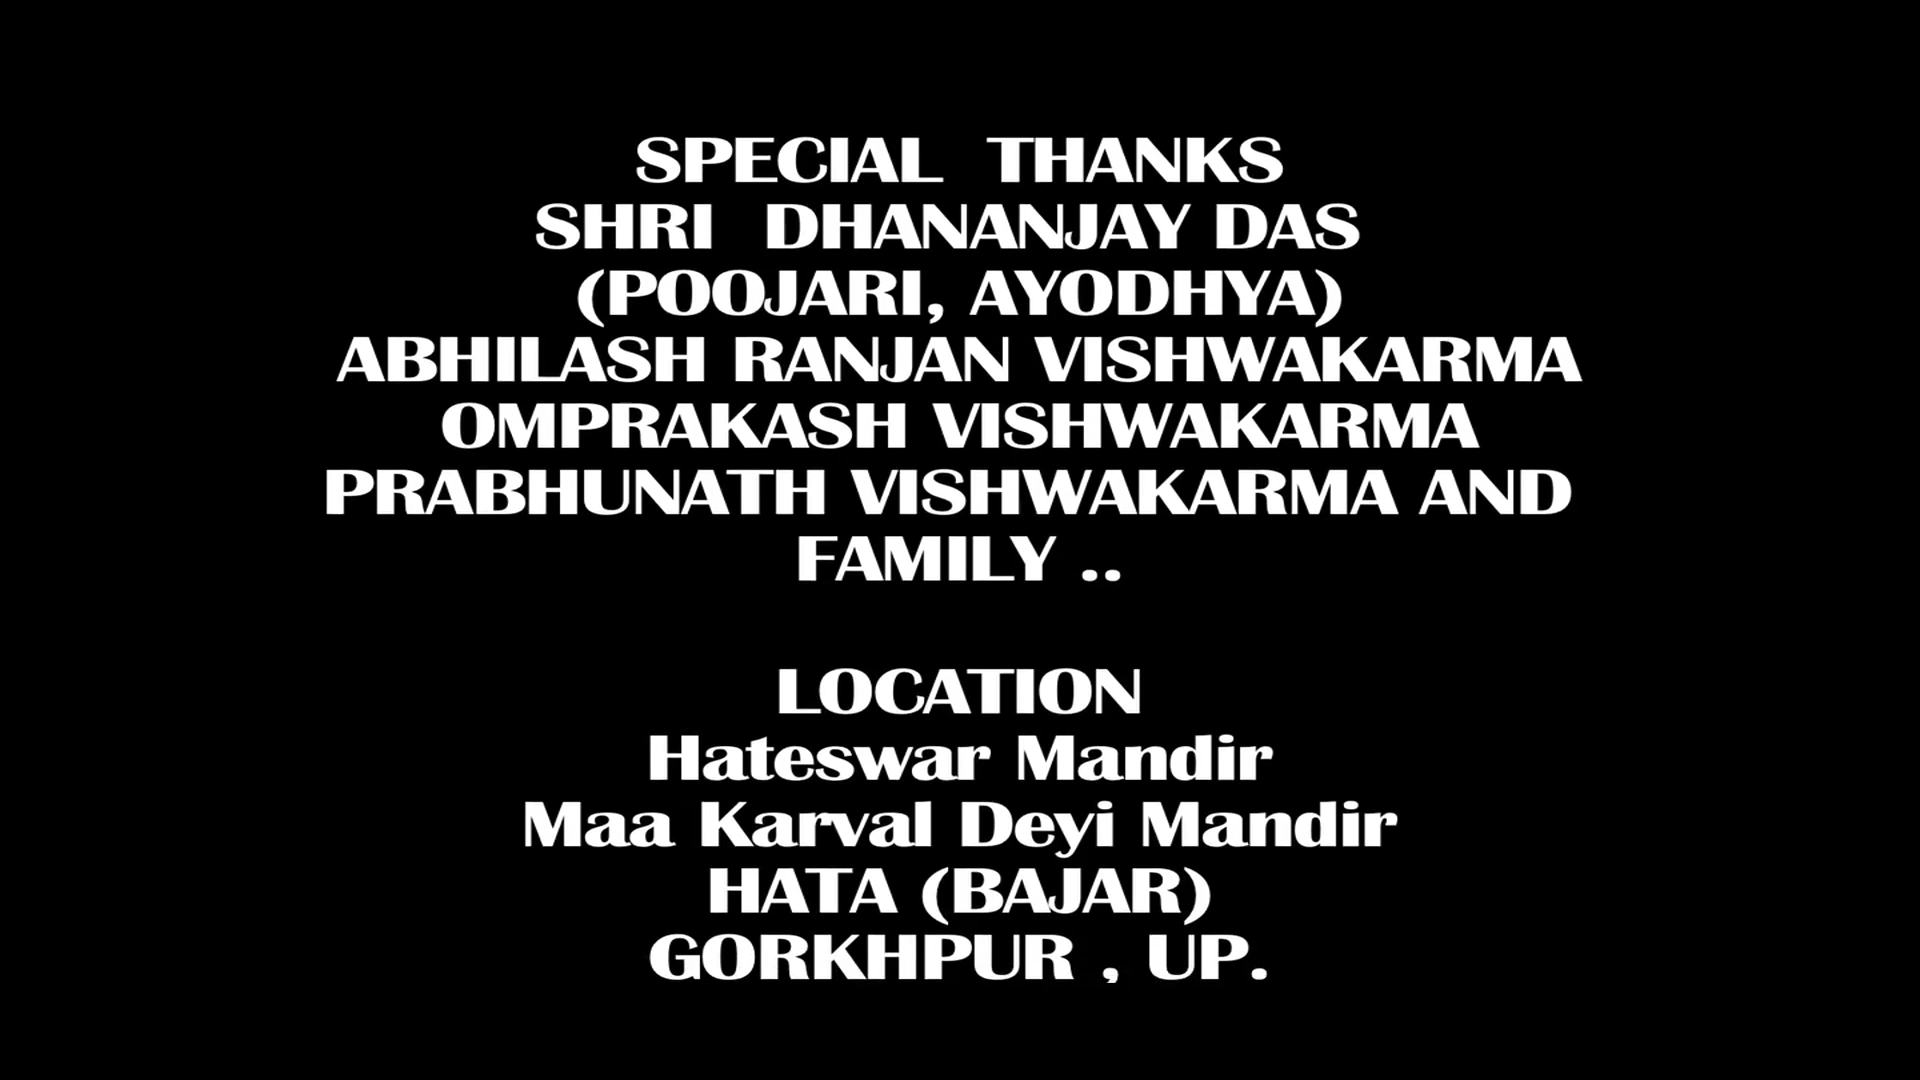 SPECIAL THANKS
SHRI DHANANJAY DAS
(POOJARI, AYODHYA)
ABHILASH RANJAN VISHWAKARMA
OMPRAKASH VISHWAKARMA
PRABHUNATH VISHWAKARMA AND
FAMILY ..
LOCATION
Hateswar Mandir
Maa Karval Deyi Mandir
HATA (BAJAR)
GORKHPUR , UP.